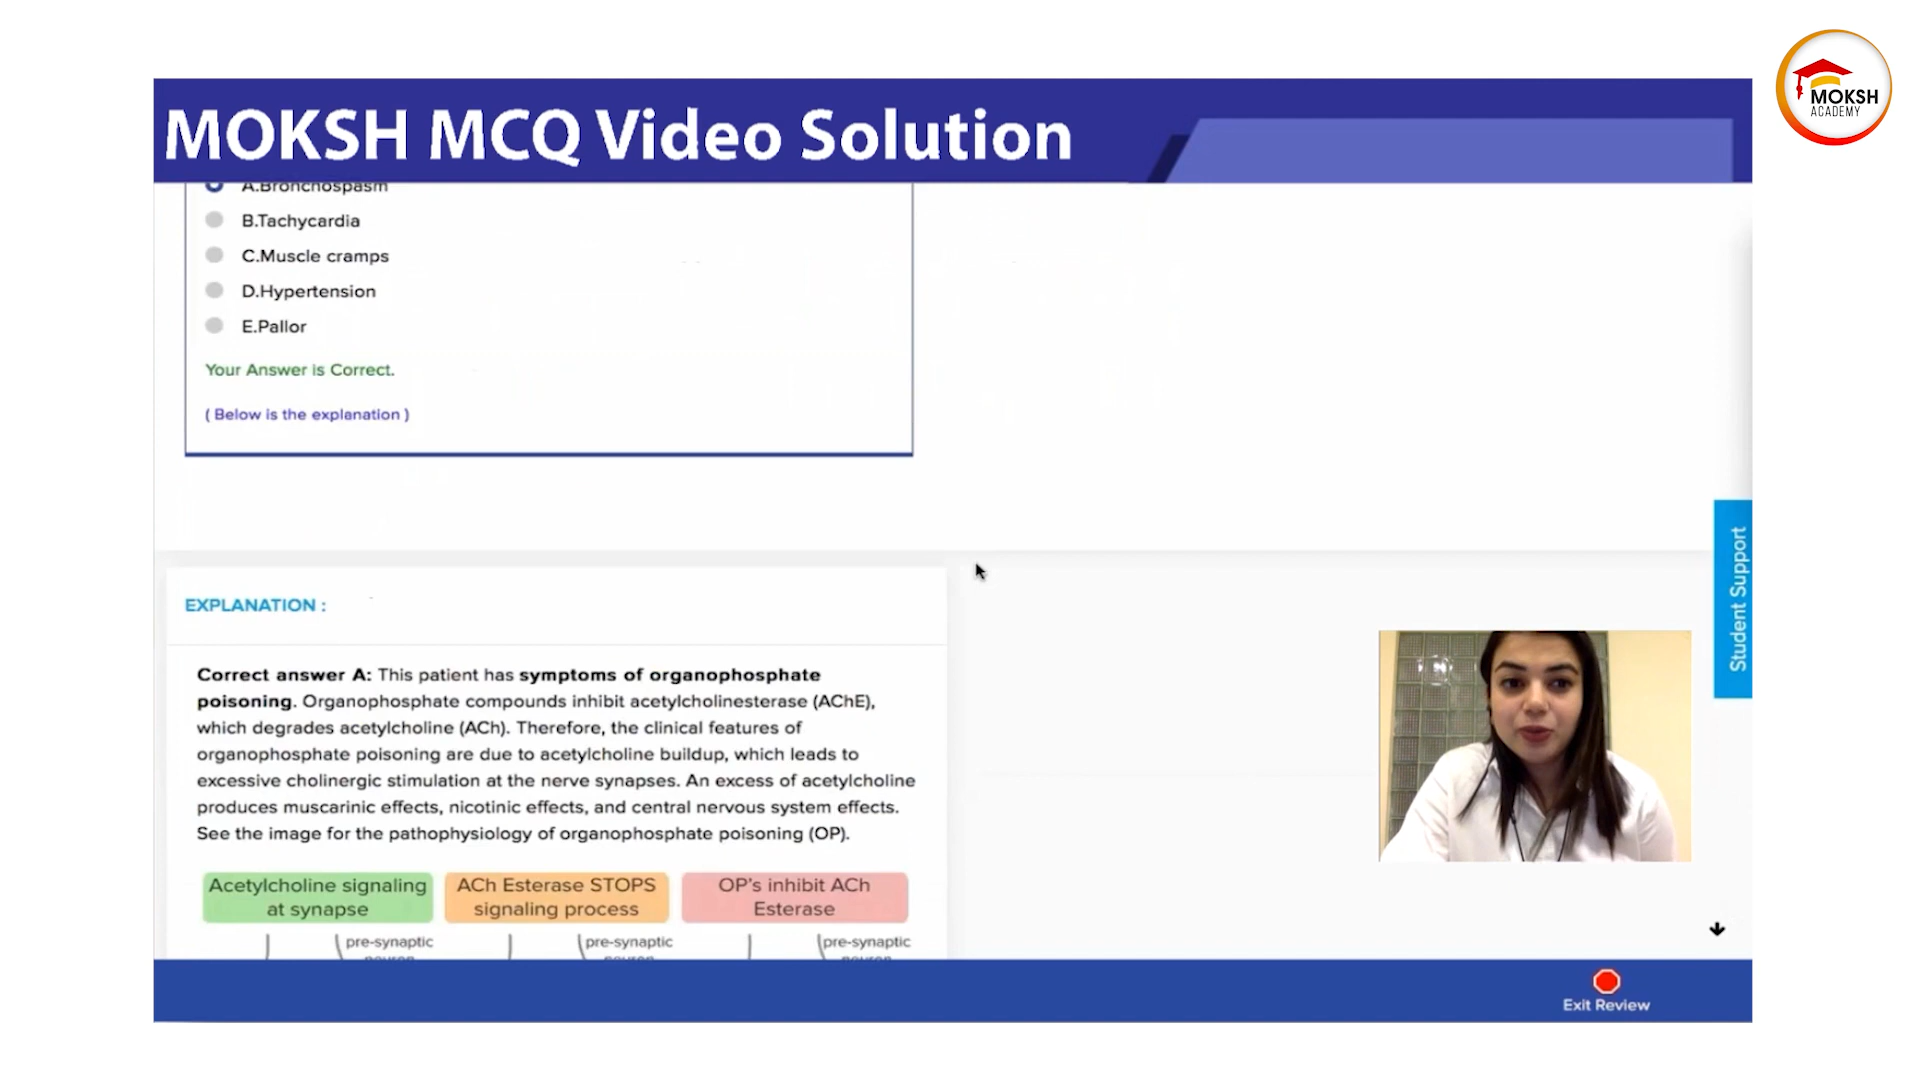 MOKSH
ACADEMY
MOKSH MCQ Video Solution
A.Bronchospasm
B.Tachycardia
C.Muscle cramps
D.Hypertension
E.Pallor
Your Answer is Correct.
( Below is the explanation )
Student Support
EXPLANATION :
Correct answer A: This patient has symptoms of organophosphate
poisoning. Organophosphate compounds inhibit acetylcholinesterase (AChE),
which degrades acetylcholine (ACh). Therefore, the clinical features of
organophosphate poisoning are due to acetylcholine buildup, which leads to
excessive cholinergic stimulation at the nerve synapses. An excess of acetylcholine
produces muscarinic effects, nicotinic effects, and central nervous system effects.
See the image for the pathophysiology of organophosphate poisoning (OP).
Acetylcholine signaling
at synapse
ACh Esterase STOPS
signaling process
OP's inhibit ACh
Esterase
pre-synaptic
neuron
pre-synaptic
neuron
pre-synaptic
neuron
Exit Review